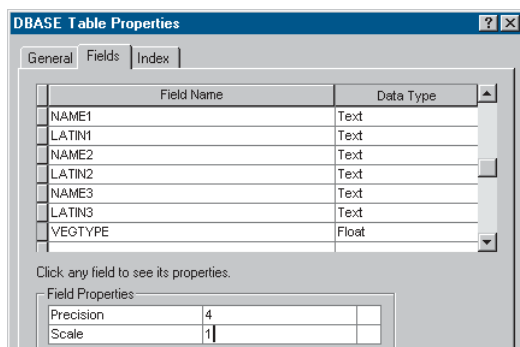 DBASE Table Properties
General Fields Index
Field Name Data Type
NAME1 Text
LATIN1 Text
NAME2 Text
LATIN2 Text
NAME3 Text
LATIN3 Text
VEGTYPE Float
Click any field to see its properties.
Field Properties
Precision 4
Scale 1